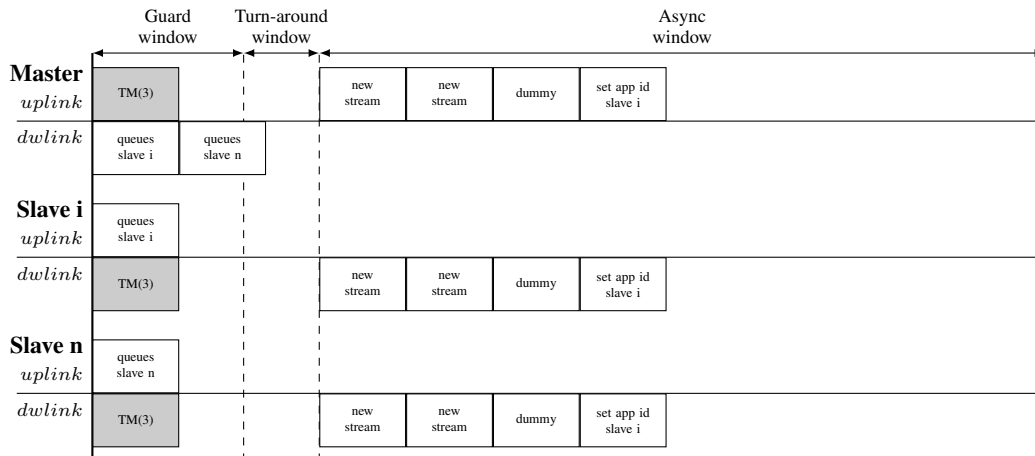 Guard window
Turn-around window
Async window
Master
uplink
TM(3)
new stream
new stream
dummy
set app id slave i
dwlink
queues slave i
queues slave n
Slave i
uplink
queues slave i
dwlink
TM(3)
new stream
new stream
dummy
set app id slave i
Slave n
uplink
queues slave n
dwlink
TM(3)
new stream
new stream
dummy
set app id slave i